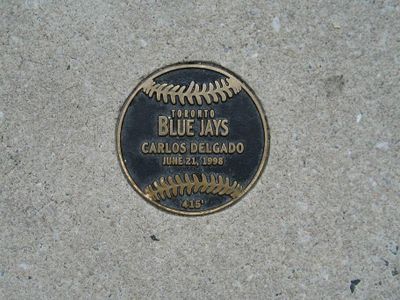 TORONTO
BLUE JAYS
CARLOS DELGADO
JUNE 21, 1998
415'